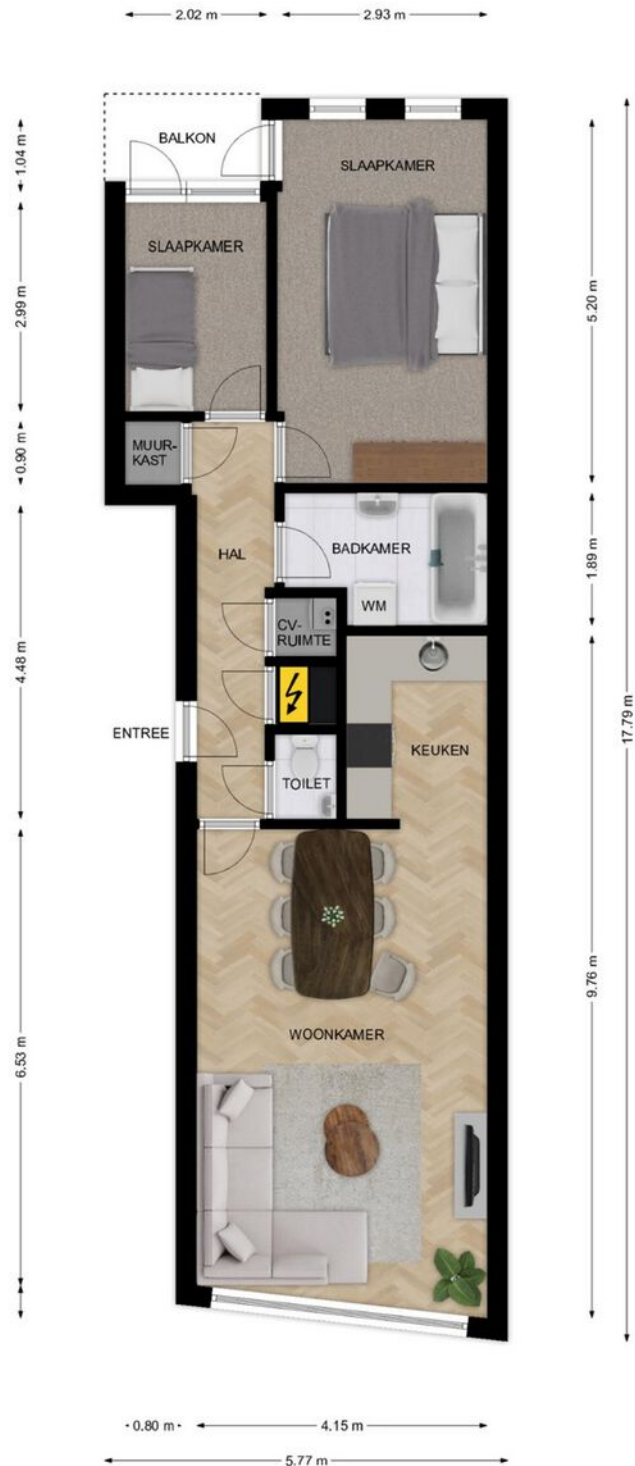 2.02 m
2.93 m
BALKON
1.04 m
SLAAPKAMER
SLAAPKAMER
2.99 m
5.20 m
MUUR-
KAST
0.90 m
HAL
BADKAMER
1.89 m
WM
CV-
RUIMTE
4.48 m
17.79 m
ENTREE
KEUKEN
TOILET
9.76 m
WOONKAMER
6.53 m
0.80 m
4.15 m
5.77 m